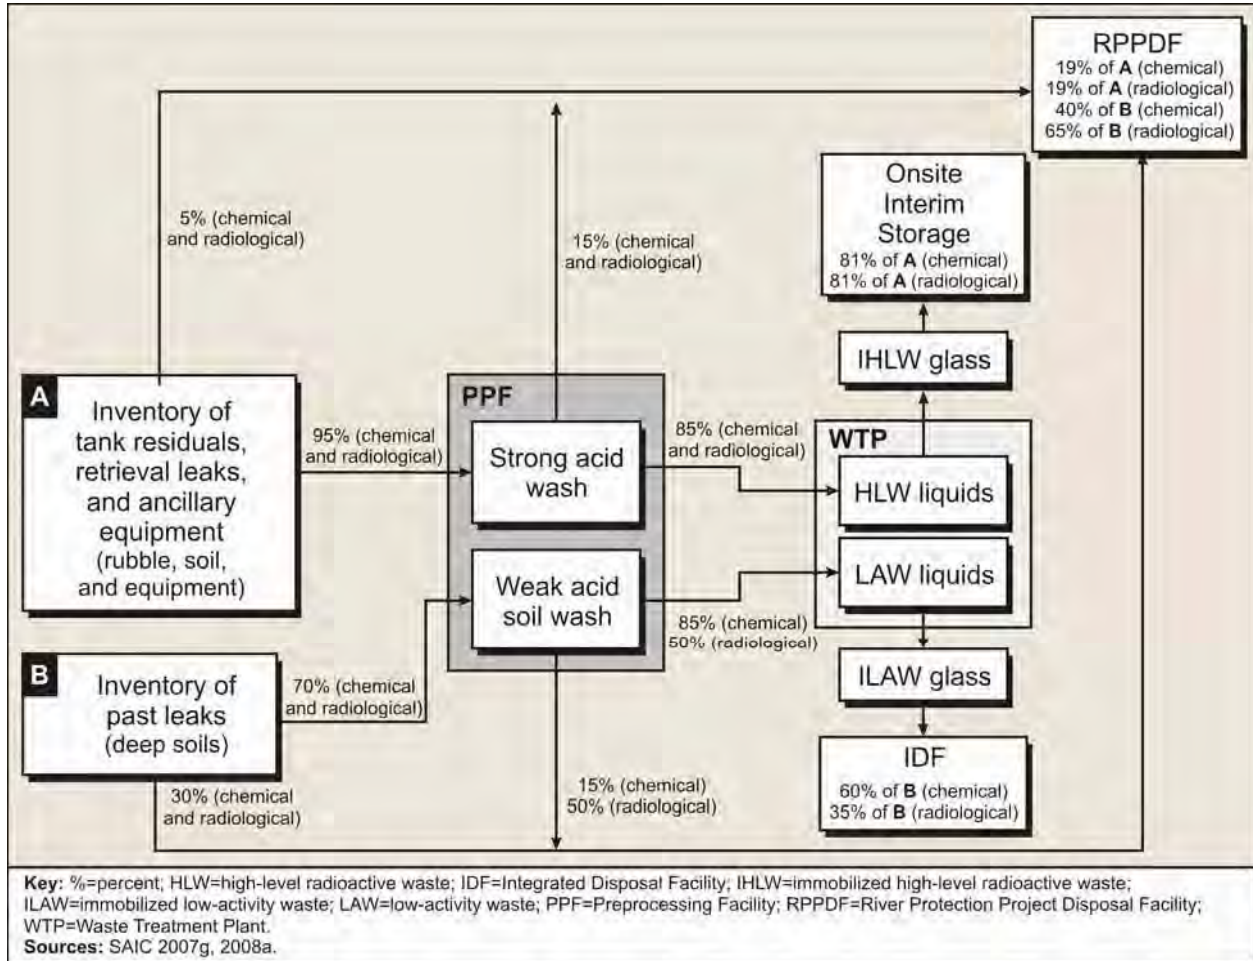 RPPDF
19% of A (chemical)
19% of A (radiological)
40% of B (chemical)
65% of B (radiological)
Onsite
Interim
Storage
81% of A (chemical)
81% of A (radiological)
5% (chemical
and radiological)
15% (chemical
and radiological)
IHLW glass
A
Inventory of
tank residuals,
retrieval leaks,
and ancillary
equipment
(rubble, soil,
and equipment)
95% (chemical
and radiological)
PPF
Strong acid
wash
85% (chemical
and radiological)
WTP
HLW liquids
Weak acid
soil wash
LAW liquids
85% (chemical)
50% (radiological)
B
Inventory of
past leaks
(deep soils)
70% (chemical
and radiological)
ILAW glass
30% (chemical
and radiological)
15% (chemical)
50% (radiological)
IDF
60% of B (chemical)
35% of B (radiological)
Key: %=percent; HLW=high-level radioactive waste; IDF=Integrated Disposal Facility; IHLW=immobilized high-level radioactive waste;
ILAW=immobilized low-activity waste; LAW=low-activity waste; PPF=Preprocessing Facility; RPPDF=River Protection Project Disposal Facility;
WTP=Waste Treatment Plant.
Sources: SAIC 2007g, 2008a.